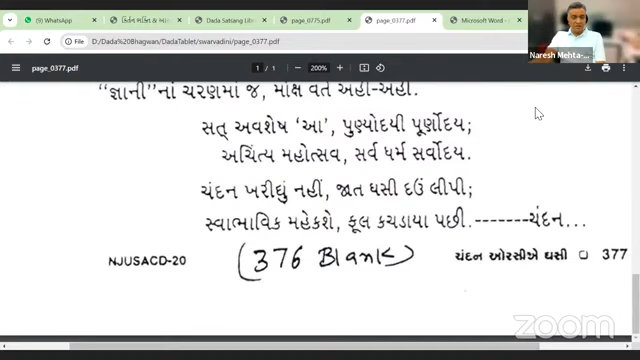 (9) WhatsApp
Dada Satsang Libr
page_0775.pdf
page_0377.pdf
Microsoft Word -
D:/Dada%20Bhagwan/DadaTablet/swarvadini/page_0377.pdf
Naresh Mehta-
page_0377.pdf
1 / 1
200%
“જ્ઞાની”નાં ચરણમાં જ, મોક્ષ વર્તે અહીં-અહીં.
સત્ અવશેષ ‘આ’, પુણ્યોદયી પૂર્ણોદય;
અચિંત્ય મહોત્સવ, સર્વ ધર્મ સર્વોદય.
ચંદન ખરીદ્યું નહીં, જાત ઘસી દઉં લીપી;
સ્વાભાવિક મહેકશે, ફૂલ કચડાયા પછી.-------ચંદન...
NJUSACD-20
(376 Blank)
ચંદન ઓરસીએ ઘસી
377
zoom